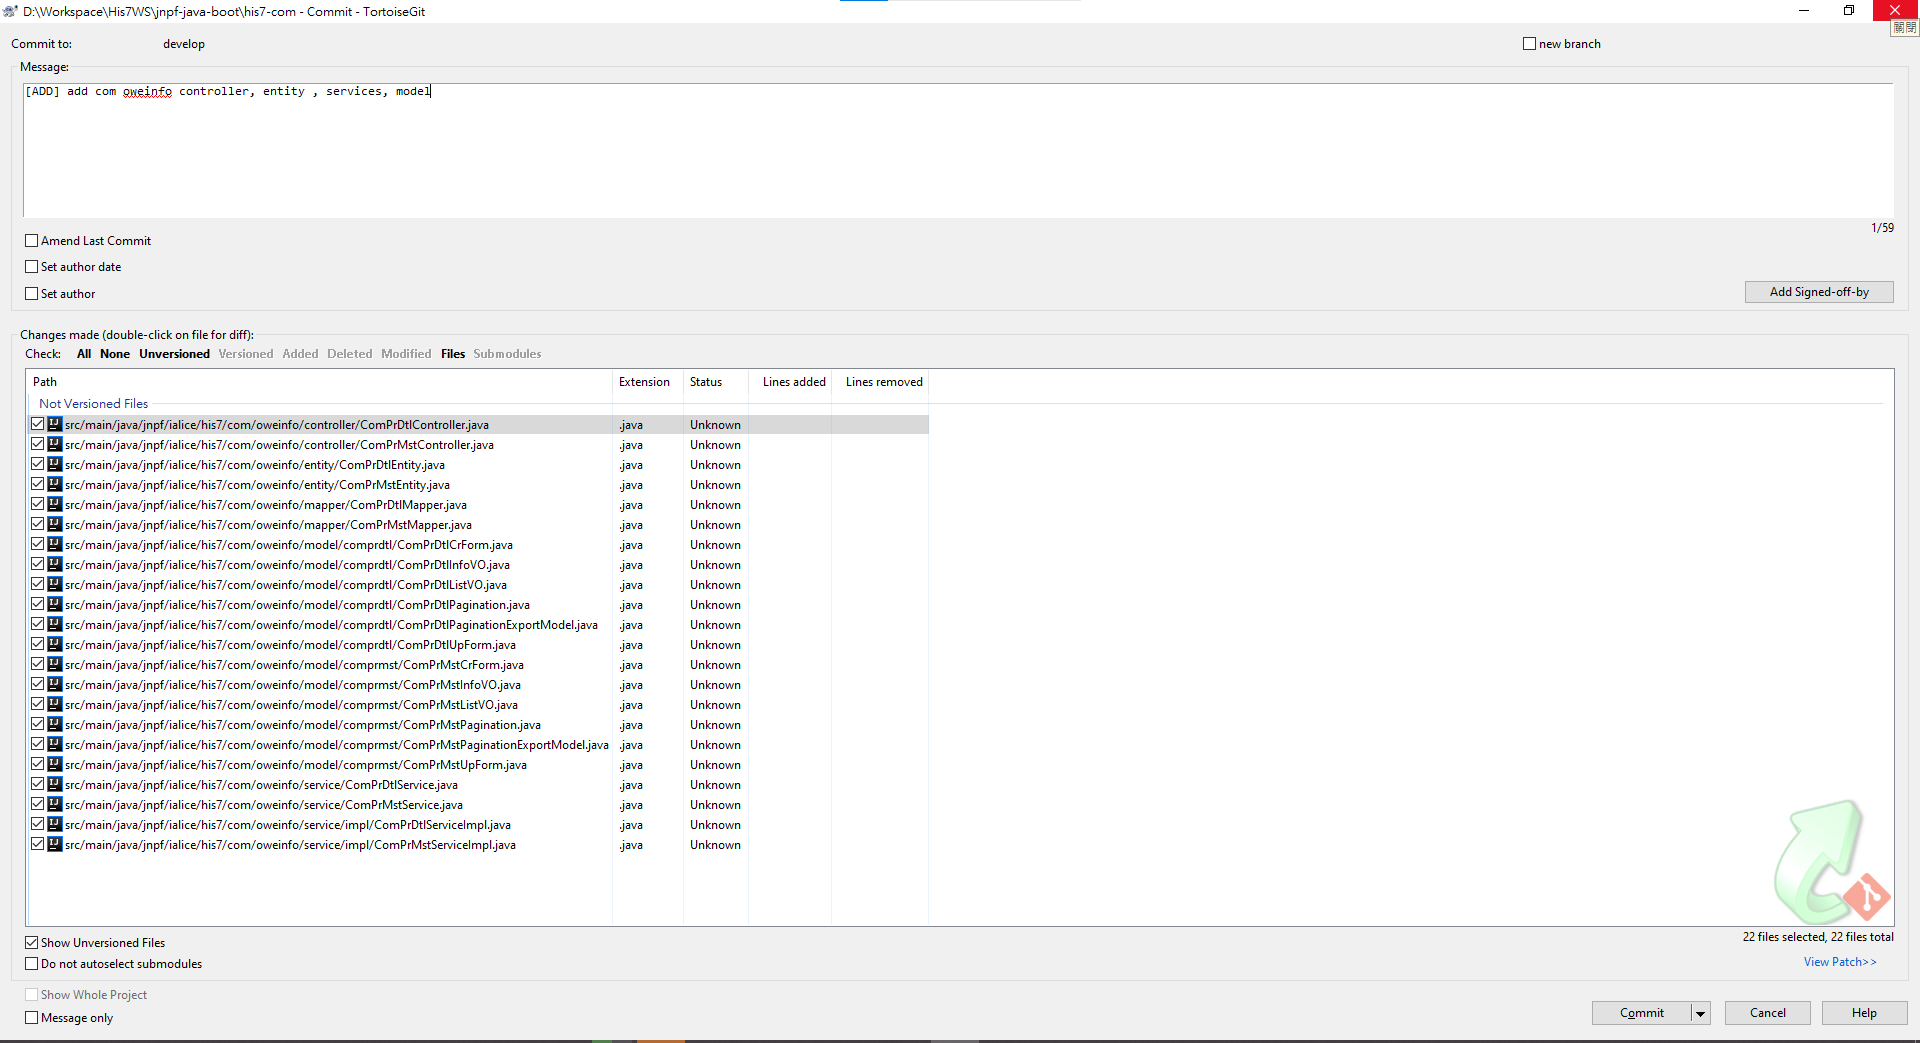 D:\Workspace\His7WS\jnpf-java-boot\his7-com - Commit - TortoiseGit
關閉
Commit to: develop
new branch
Message:
[ADD] add com oweinfo controller, entity , services, model
1/59
Amend Last Commit
Set author date
Set author
Add Signed-off-by
Changes made (double-click on file for diff):
Check: All None Unversioned Versioned Added Deleted Modified Files Submodules
Path Extension Status Lines added Lines removed
Not Versioned Files
src/main/java/jnpf/ialice/his7/com/oweinfo/controller/ComPrDtlController.java .java Unknown
src/main/java/jnpf/ialice/his7/com/oweinfo/controller/ComPrMstController.java .java Unknown
src/main/java/jnpf/ialice/his7/com/oweinfo/entity/ComPrDtlEntity.java .java Unknown
src/main/java/jnpf/ialice/his7/com/oweinfo/entity/ComPrMstEntity.java .java Unknown
src/main/java/jnpf/ialice/his7/com/oweinfo/mapper/ComPrDtlMapper.java .java Unknown
src/main/java/jnpf/ialice/his7/com/oweinfo/mapper/ComPrMstMapper.java .java Unknown
src/main/java/jnpf/ialice/his7/com/oweinfo/model/comprdtl/ComPrDtlCrForm.java .java Unknown
src/main/java/jnpf/ialice/his7/com/oweinfo/model/comprdtl/ComPrDtlInfoVO.java .java Unknown
src/main/java/jnpf/ialice/his7/com/oweinfo/model/comprdtl/ComPrDtlListVO.java .java Unknown
src/main/java/jnpf/ialice/his7/com/oweinfo/model/comprdtl/ComPrDtlPagination.java .java Unknown
src/main/java/jnpf/ialice/his7/com/oweinfo/model/comprdtl/ComPrDtlPaginationExportModel.java .java Unknown
src/main/java/jnpf/ialice/his7/com/oweinfo/model/comprdtl/ComPrDtlUpForm.java .java Unknown
src/main/java/jnpf/ialice/his7/com/oweinfo/model/comprmst/ComPrMstCrForm.java .java Unknown
src/main/java/jnpf/ialice/his7/com/oweinfo/model/comprmst/ComPrMstInfoVO.java .java Unknown
src/main/java/jnpf/ialice/his7/com/oweinfo/model/comprmst/ComPrMstListVO.java .java Unknown
src/main/java/jnpf/ialice/his7/com/oweinfo/model/comprmst/ComPrMstPagination.java .java Unknown
src/main/java/jnpf/ialice/his7/com/oweinfo/model/comprmst/ComPrMstPaginationExportModel.java .java Unknown
src/main/java/jnpf/ialice/his7/com/oweinfo/model/comprmst/ComPrMstUpForm.java .java Unknown
src/main/java/jnpf/ialice/his7/com/oweinfo/service/ComPrDtlService.java .java Unknown
src/main/java/jnpf/ialice/his7/com/oweinfo/service/ComPrMstService.java .java Unknown
src/main/java/jnpf/ialice/his7/com/oweinfo/service/impl/ComPrDtlServiceImpl.java .java Unknown
src/main/java/jnpf/ialice/his7/com/oweinfo/service/impl/ComPrMstServiceImpl.java .java Unknown
Show Unversioned Files
22 files selected, 22 files total
Do not autoselect submodules
View Patch>>
Show Whole Project
Message only
Commit
Cancel
Help